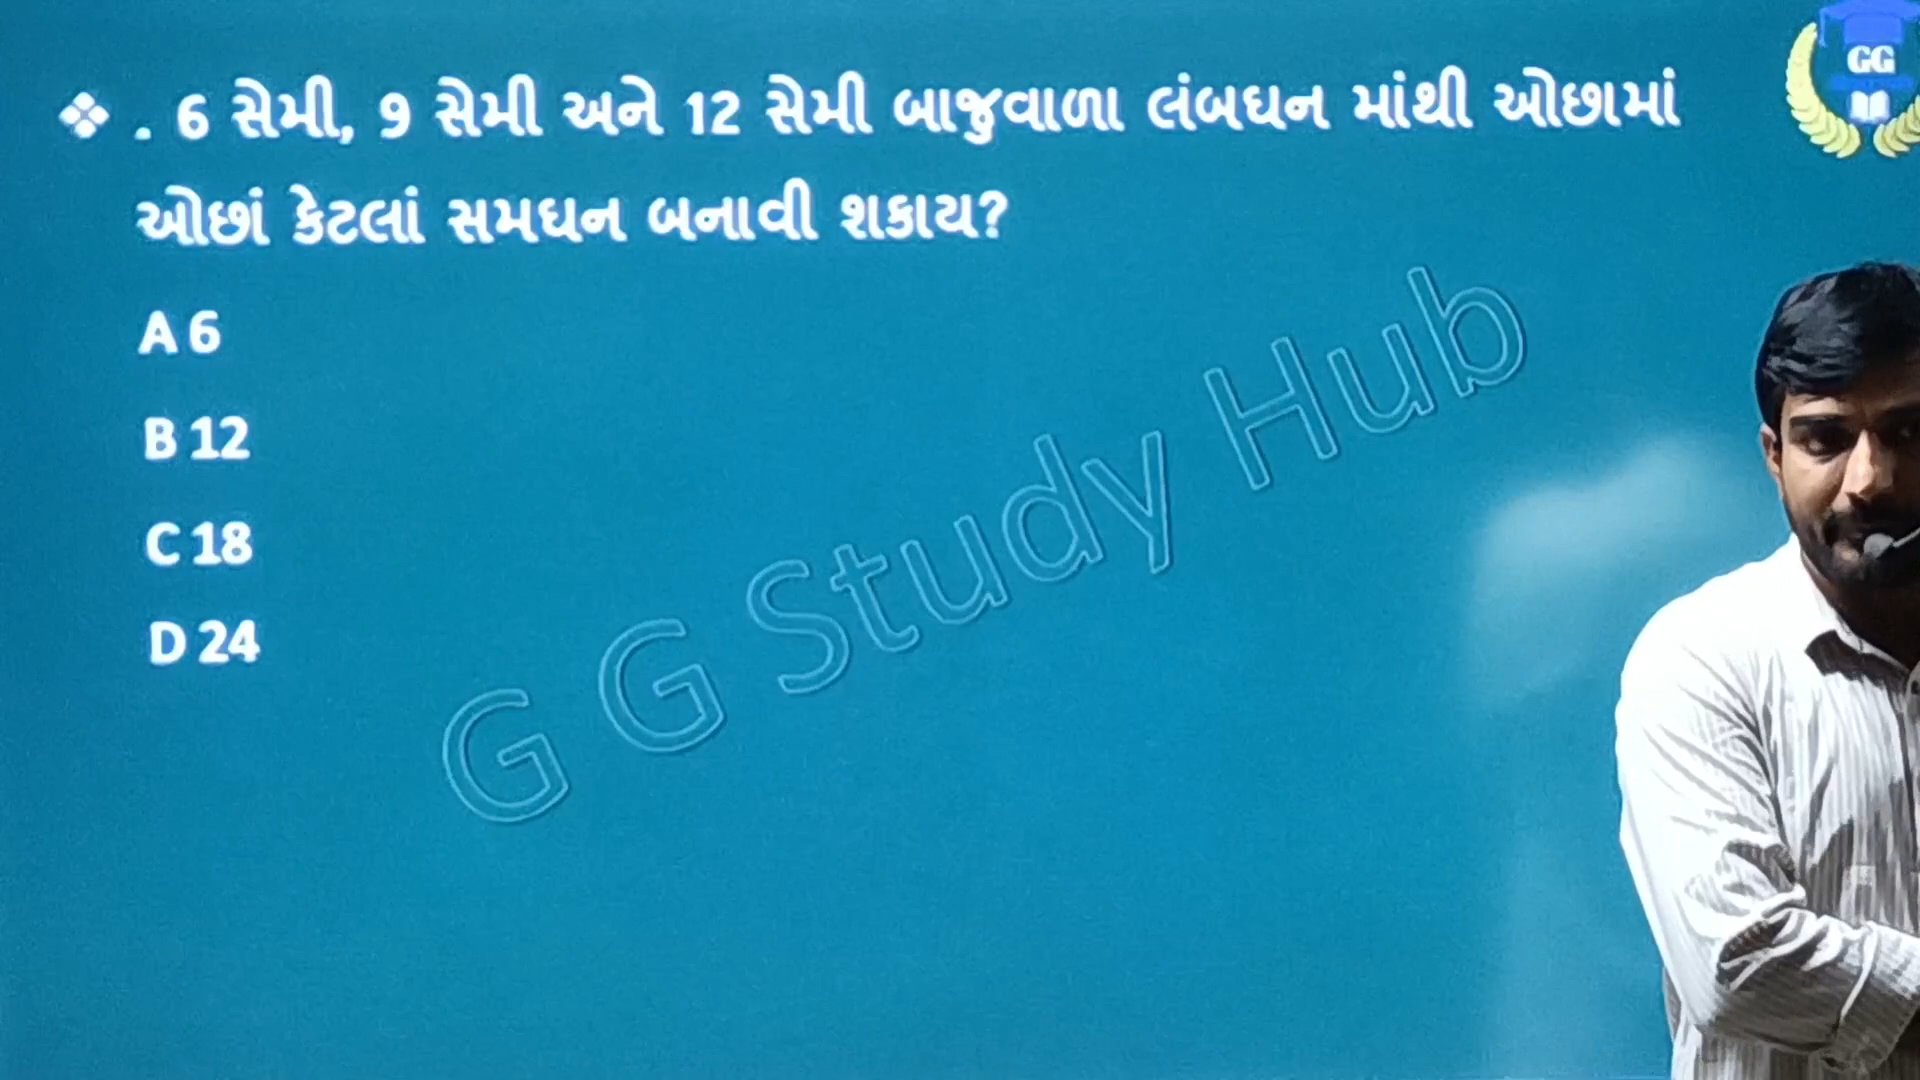 ❖ . 6 સેમી, 9 સેમી અને 12 સેમી બાજુવાળા લંબઘન માંથી ઓછામાં
ઓછાં કેટલાં સમઘન બનાવી શકાય?
A 6
B 12
C 18
D 24
G G Study Hub
GG